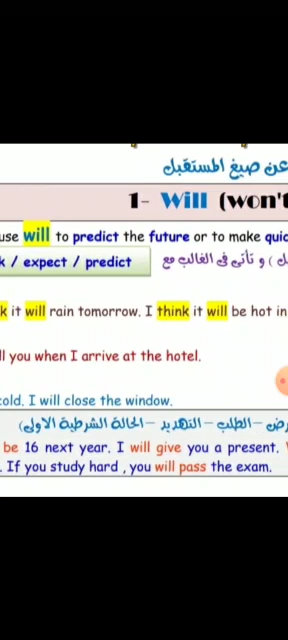 عن صيغ المستقبل
1- Will (won't
use will to predict the future or to make quic
k / expect / predict ) و تأتى فى الغالب مع
k it will rain tomorrow. I think it will be hot in
ll you when I arrive at the hotel.
cold. I will close the window.
رض – الطلب – التهديد – الحالة الشرطية الاولى)
be 16 next year. I will give you a present.
. If you study hard , you will pass the exam.